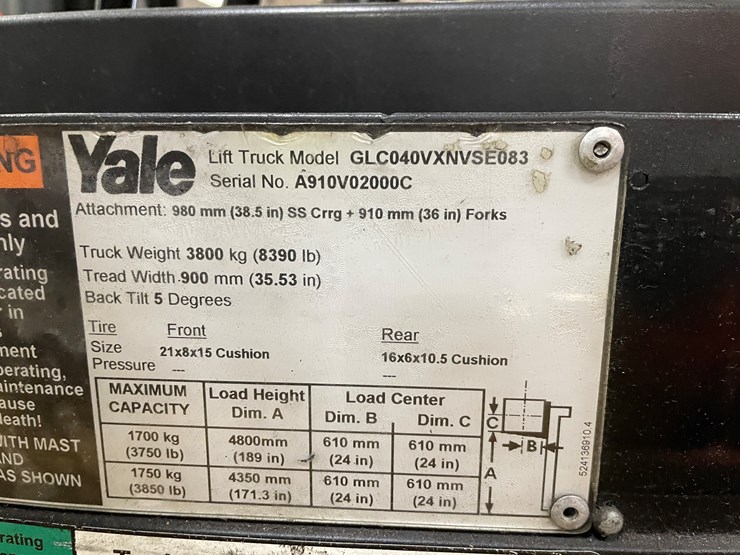 NG
Yale
Lift Truck Model GLC040VXNVSE083
Serial No. A910V02000C
Attachment: 980 mm (38.5 in) SS Crrg + 910 mm (36 in) Forks
Truck Weight 3800 kg (8390 lb)
Tread Width 900 mm (35.53 in)
Back Tilt 5 Degrees
Tire Front Rear
Size 21x8x15 Cushion 16x6x10.5 Cushion
Pressure --- ---
MAXIMUM CAPACITY Load Height Dim. A Load Center Dim. B Dim. C
1700 kg (3750 lb) 4800mm (189 in) 610 mm (24 in) 610 mm (24 in)
1750 kg (3850 lb) 4350 mm (171.3 in) 610 mm (24 in) 610 mm (24 in)
C
B
A
524136910.4
s and
nly
rating
cated
r in
ment
perating,
aintenance
ause
death!
WITH MAST
AND
AS SHOWN
rating